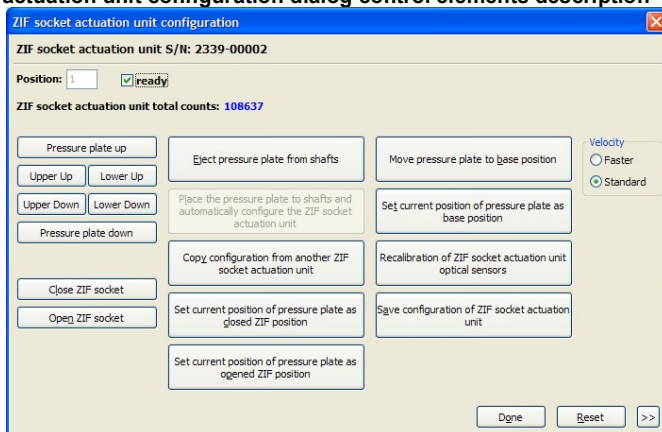 actuation unit configuration dialog control elements description
ZIF socket actuation unit configuration
ZIF socket actuation unit S/N: 2339-00002
Position: 1 ready
ZIF socket actuation unit total counts: 108637
Pressure plate up
Upper Up Lower Up
Upper Down Lower Down
Pressure plate down
Close ZIF socket
Open ZIF socket
Eject pressure plate from shafts
Place the pressure plate to shafts and
automatically configure the ZIF socket
actuation unit
Copy configuration from another ZIF
socket actuation unit
Set current position of pressure plate as
closed ZIF position
Set current position of pressure plate as
opened ZIF position
Move pressure plate to base position
Set current position of pressure plate as
base position
Recalibration of ZIF socket actuation unit
optical sensors
Save configuration of ZIF socket actuation
unit
Velocity
Faster
Standard
Done Reset >>